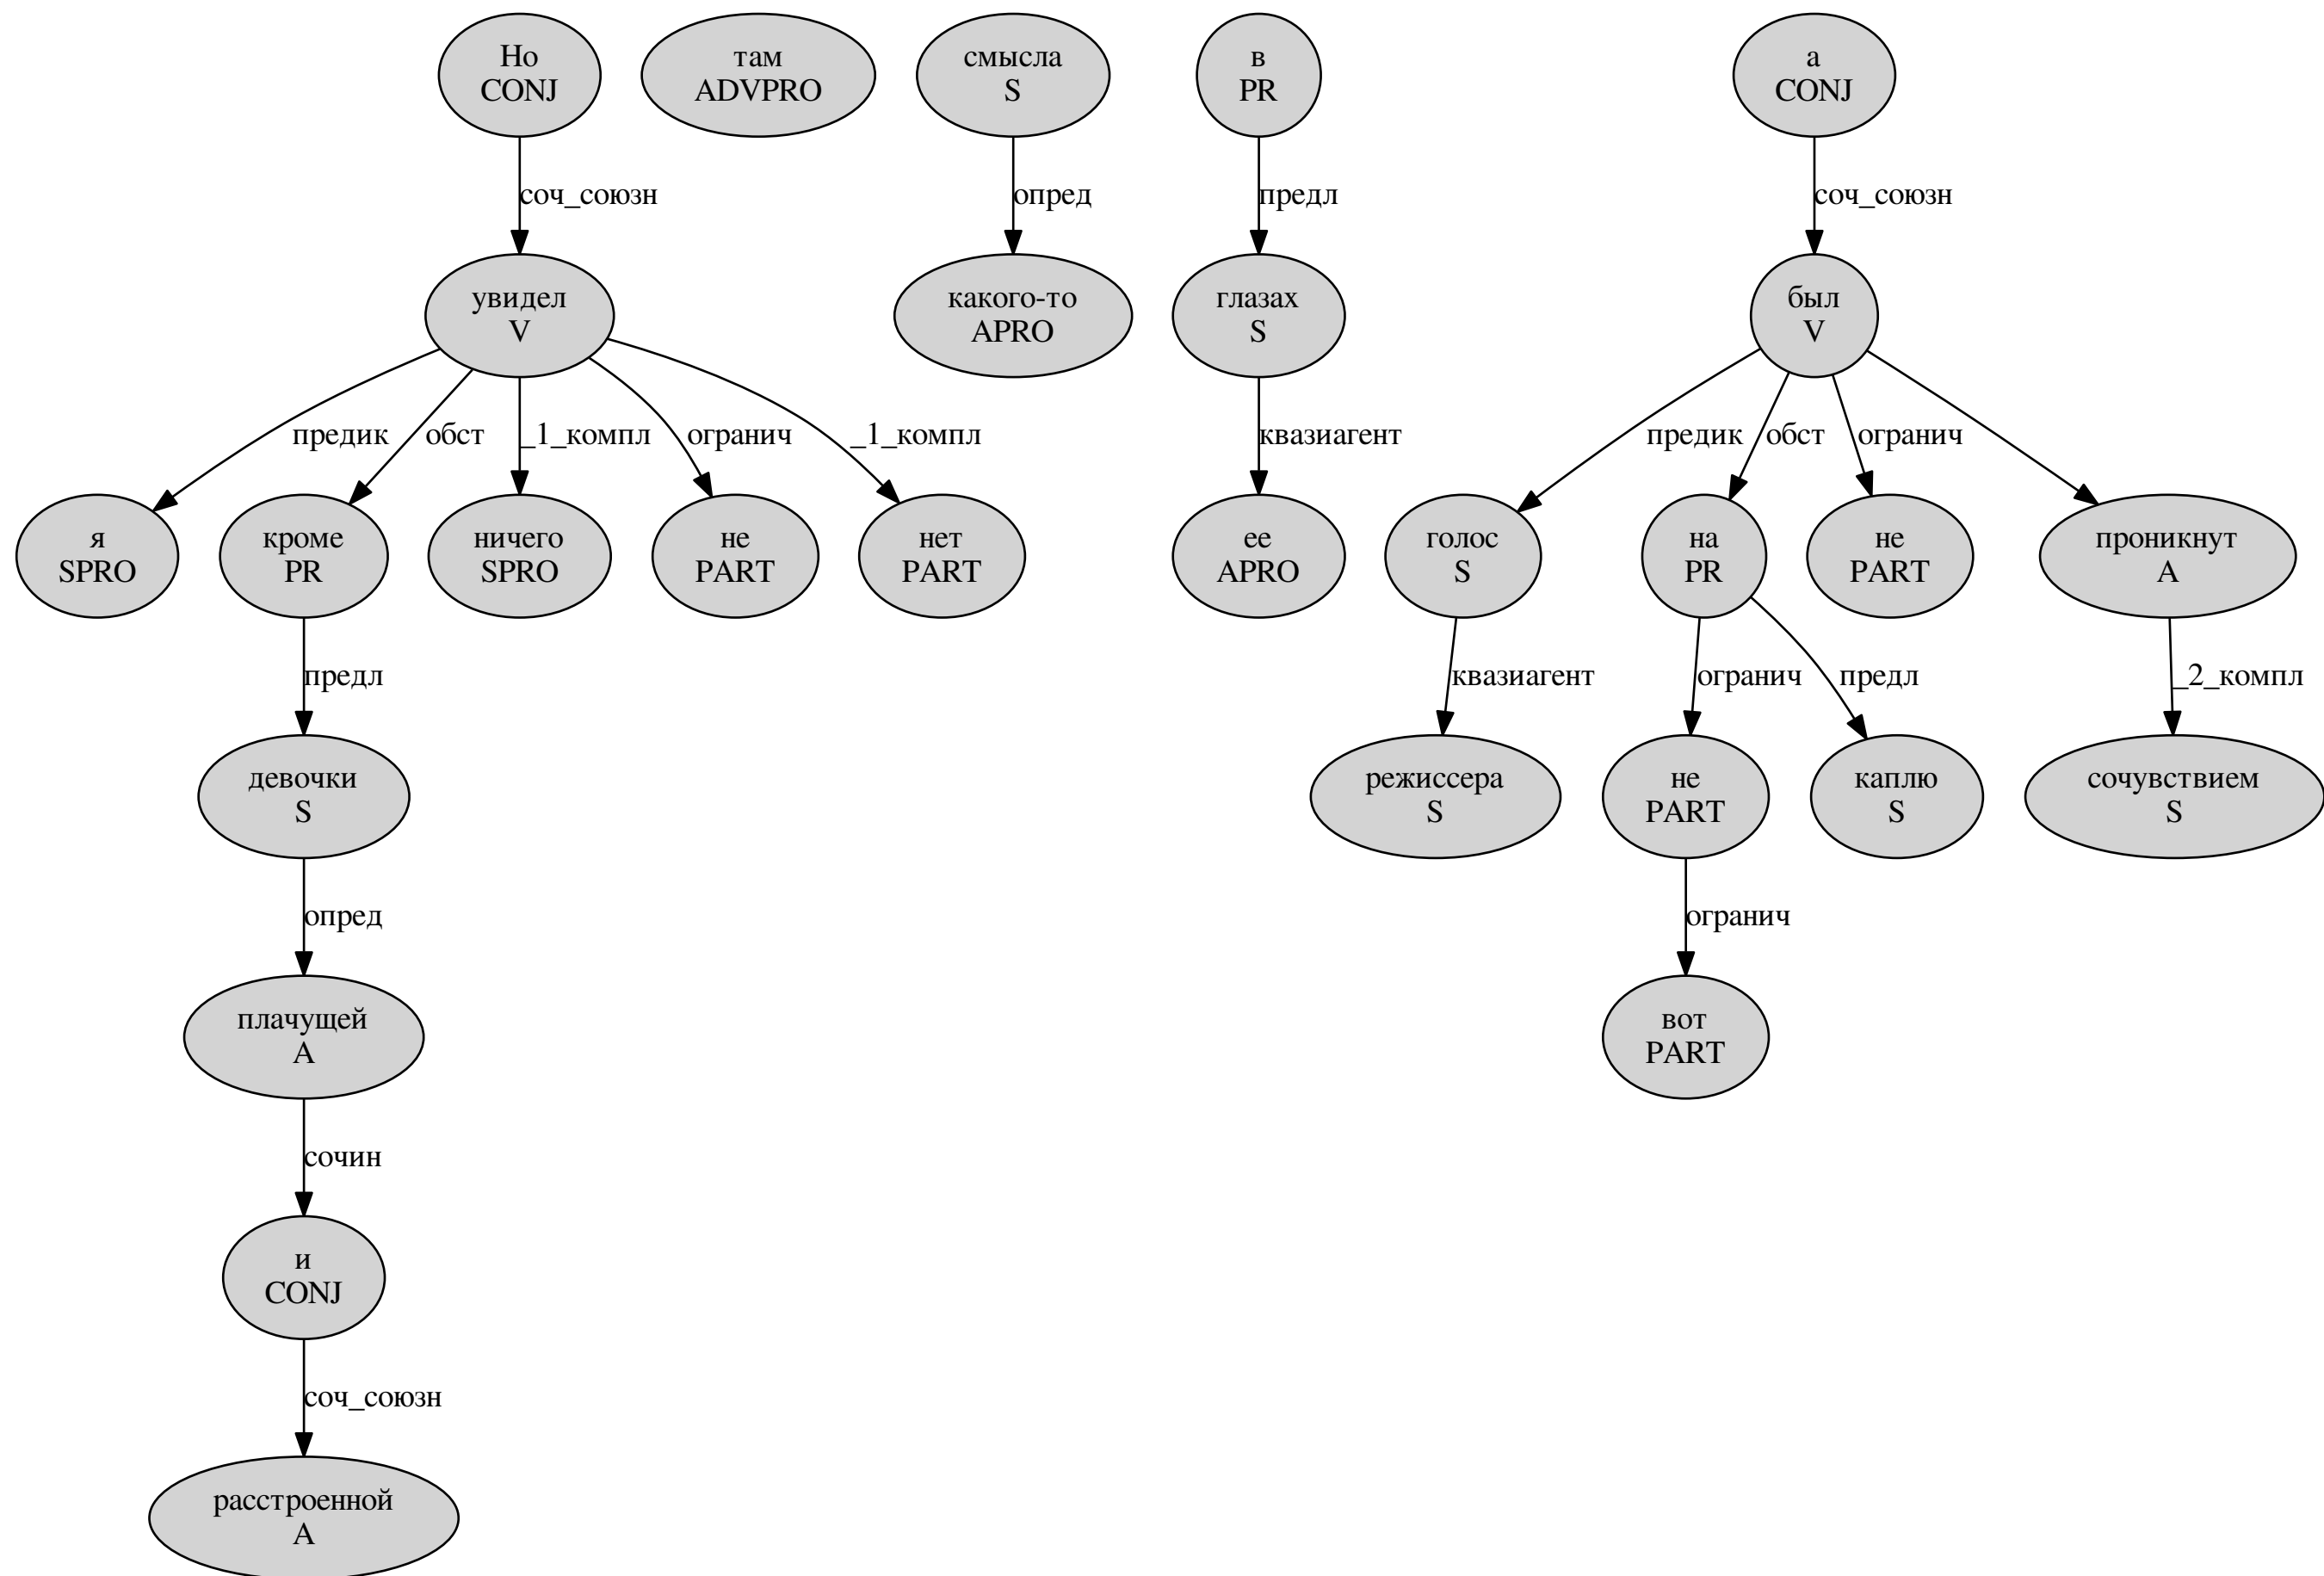 Но
CONJ
там
ADVPRO
смысла
S
в
PR
а
CONJ
соч_союзн
опред
предл
соч_союзн
увидел
V
какого-то
APRO
глазах
S
был
V
предик
обст
_1_компл
огранич
_1_компл
квазиагент
предик
обст
огранич
я
SPRO
кроме
PR
ничего
SPRO
не
PART
нет
PART
ее
APRO
голос
S
на
PR
не
PART
проникнут
A
предл
квазиагент
огранич
предл
_2_компл
девочки
S
режиссера
S
не
PART
каплю
S
сочувствием
S
опред
огранич
плачущей
A
вот
PART
сочин
и
CONJ
соч_союзн
расстроенной
A